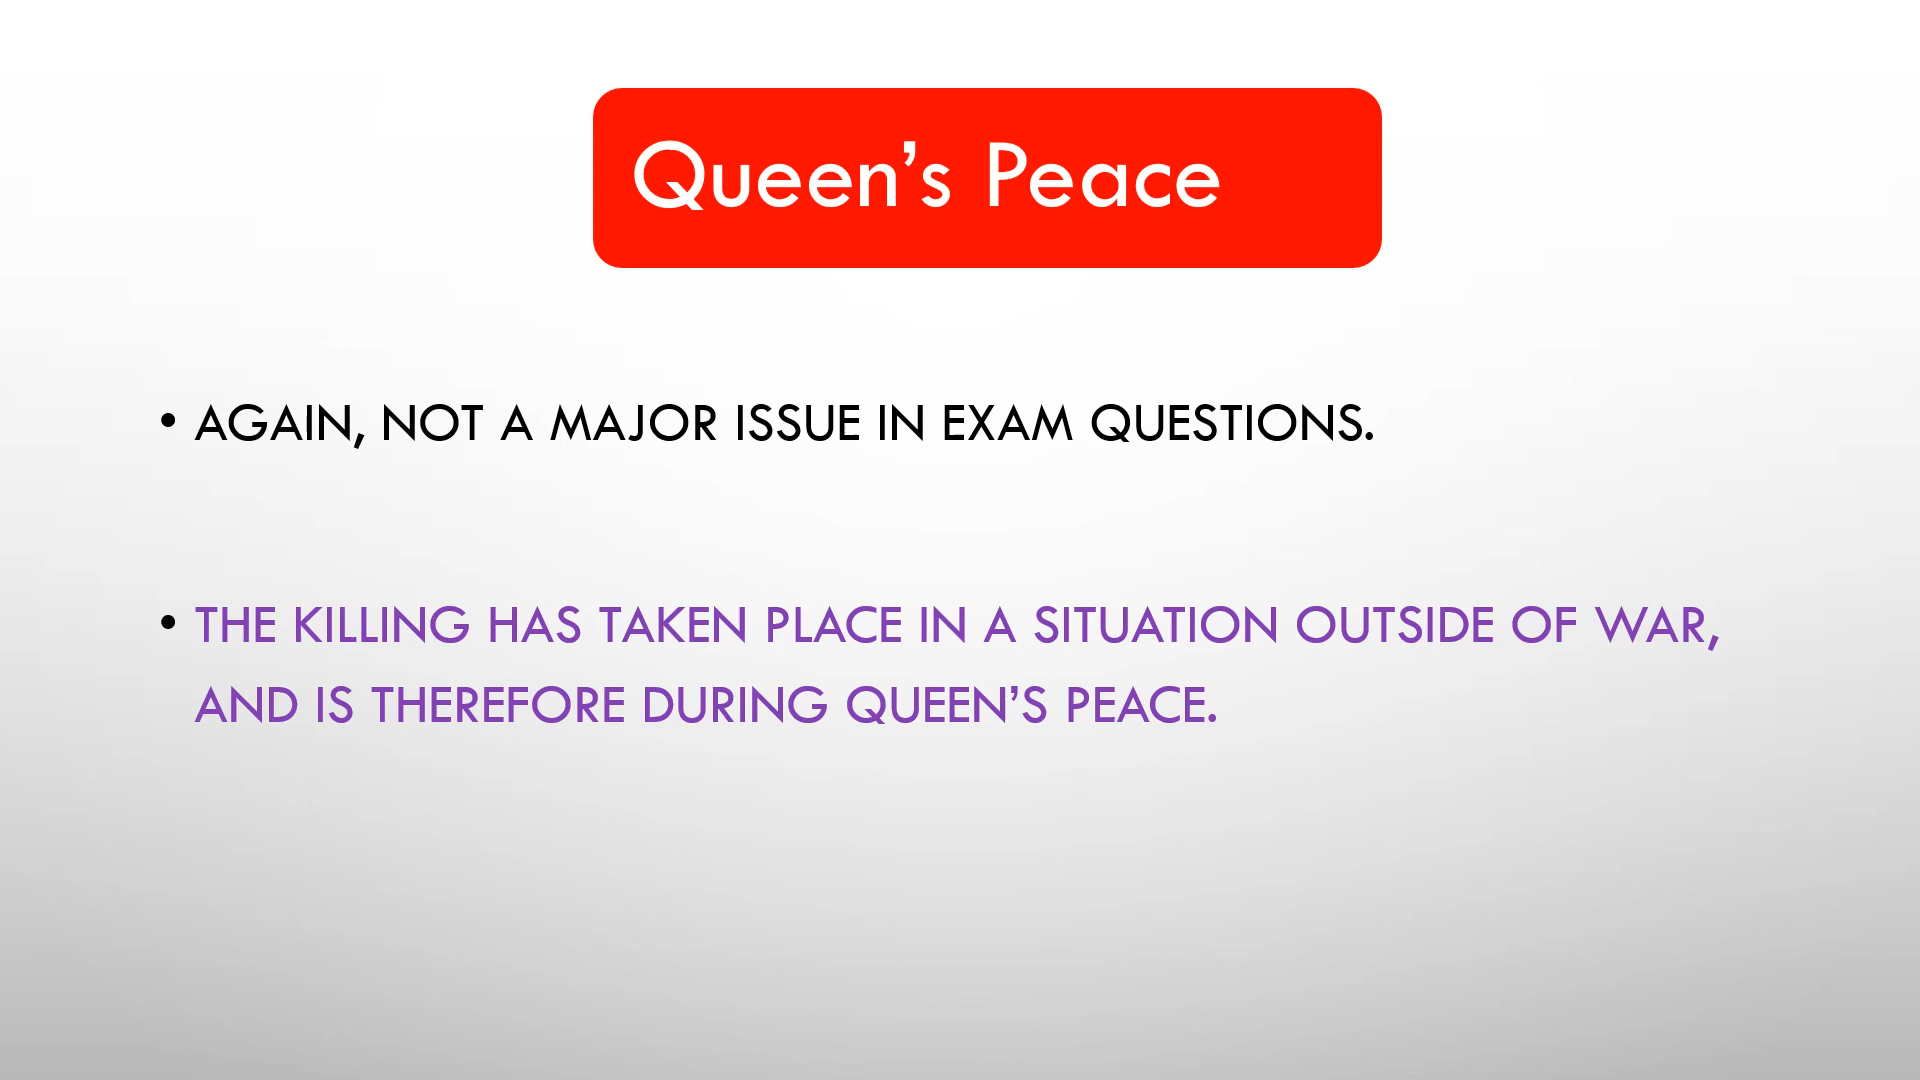 Queen’s Peace
• AGAIN, NOT A MAJOR ISSUE IN EXAM QUESTIONS.
• THE KILLING HAS TAKEN PLACE IN A SITUATION OUTSIDE OF WAR,
AND IS THEREFORE DURING QUEEN’S PEACE.